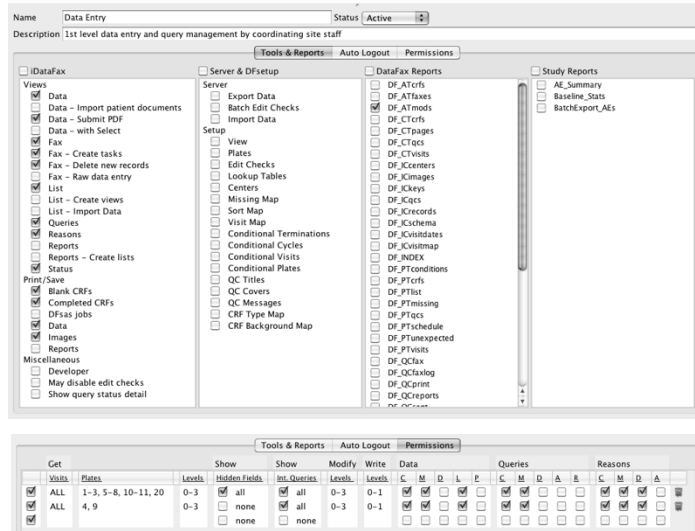 Name Data Entry Status Active
Description 1st level data entry and query management by coordinating site staff
Tools & Reports Auto Logout Permissions
iDataFax
Views
Data
Data - Import patient documents
Data - Submit PDF
Data - with Select
Fax
Fax - Create tasks
Fax - Delete new records
Fax - Raw data entry
List
List - Create views
List - Import Data
Queries
Reasons
Reports
Reports - Create lists
Status
Print/Save
Blank CRFs
Completed CRFs
DFsas jobs
Data
Images
Reports
Miscellaneous
Developer
May disable edit checks
Show query status detail
Server & DFsetup
Server
Export Data
Batch Edit Checks
Import Data
Setup
View
Plates
Edit Checks
Lookup Tables
Centers
Missing Map
Sort Map
Visit Map
Conditional Terminations
Conditional Cycles
Conditional Visits
Conditional Plates
QC Titles
QC Covers
QC Messages
CRF Type Map
CRF Background Map
DataFax Reports
DF_ATcrfs
DF_ATfaxes
DF_ATmods
DF_CTcrfs
DF_CTpages
DF_CTqcs
DF_CTvisits
DF_ICcenters
DF_ICimages
DF_ICkeys
DF_ICqcs
DF_ICrecords
DF_ICschema
DF_ICvisitdates
DF_ICvisitmap
DF_INDEX
DF_PTconditions
DF_PTcrfs
DF_PTlist
DF_PTmissing
DF_PTqcs
DF_PTschedule
DF_PTunexpected
DF_PTvisits
DF_QCfax
DF_QCfaxlog
DF_QCprint
DF_QCreports
Study Reports
AE_Summary
Baseline_Stats
BatchExport_AEs
Tools & Reports Auto Logout Permissions
Get Show Show Modify Write Data Queries Reasons
Visits Plates Levels Hidden Fields Int. Queries Levels Levels C M D L P C M D A R C M D A
ALL 1-3, 5-8, 10-11, 20 0-3 all all 0-3 0-1
ALL 4, 9 0-3 none all 0-3 0-1
none none